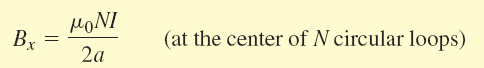 Bₓ = μ₀NI / 2a (at the center of N circular loops)